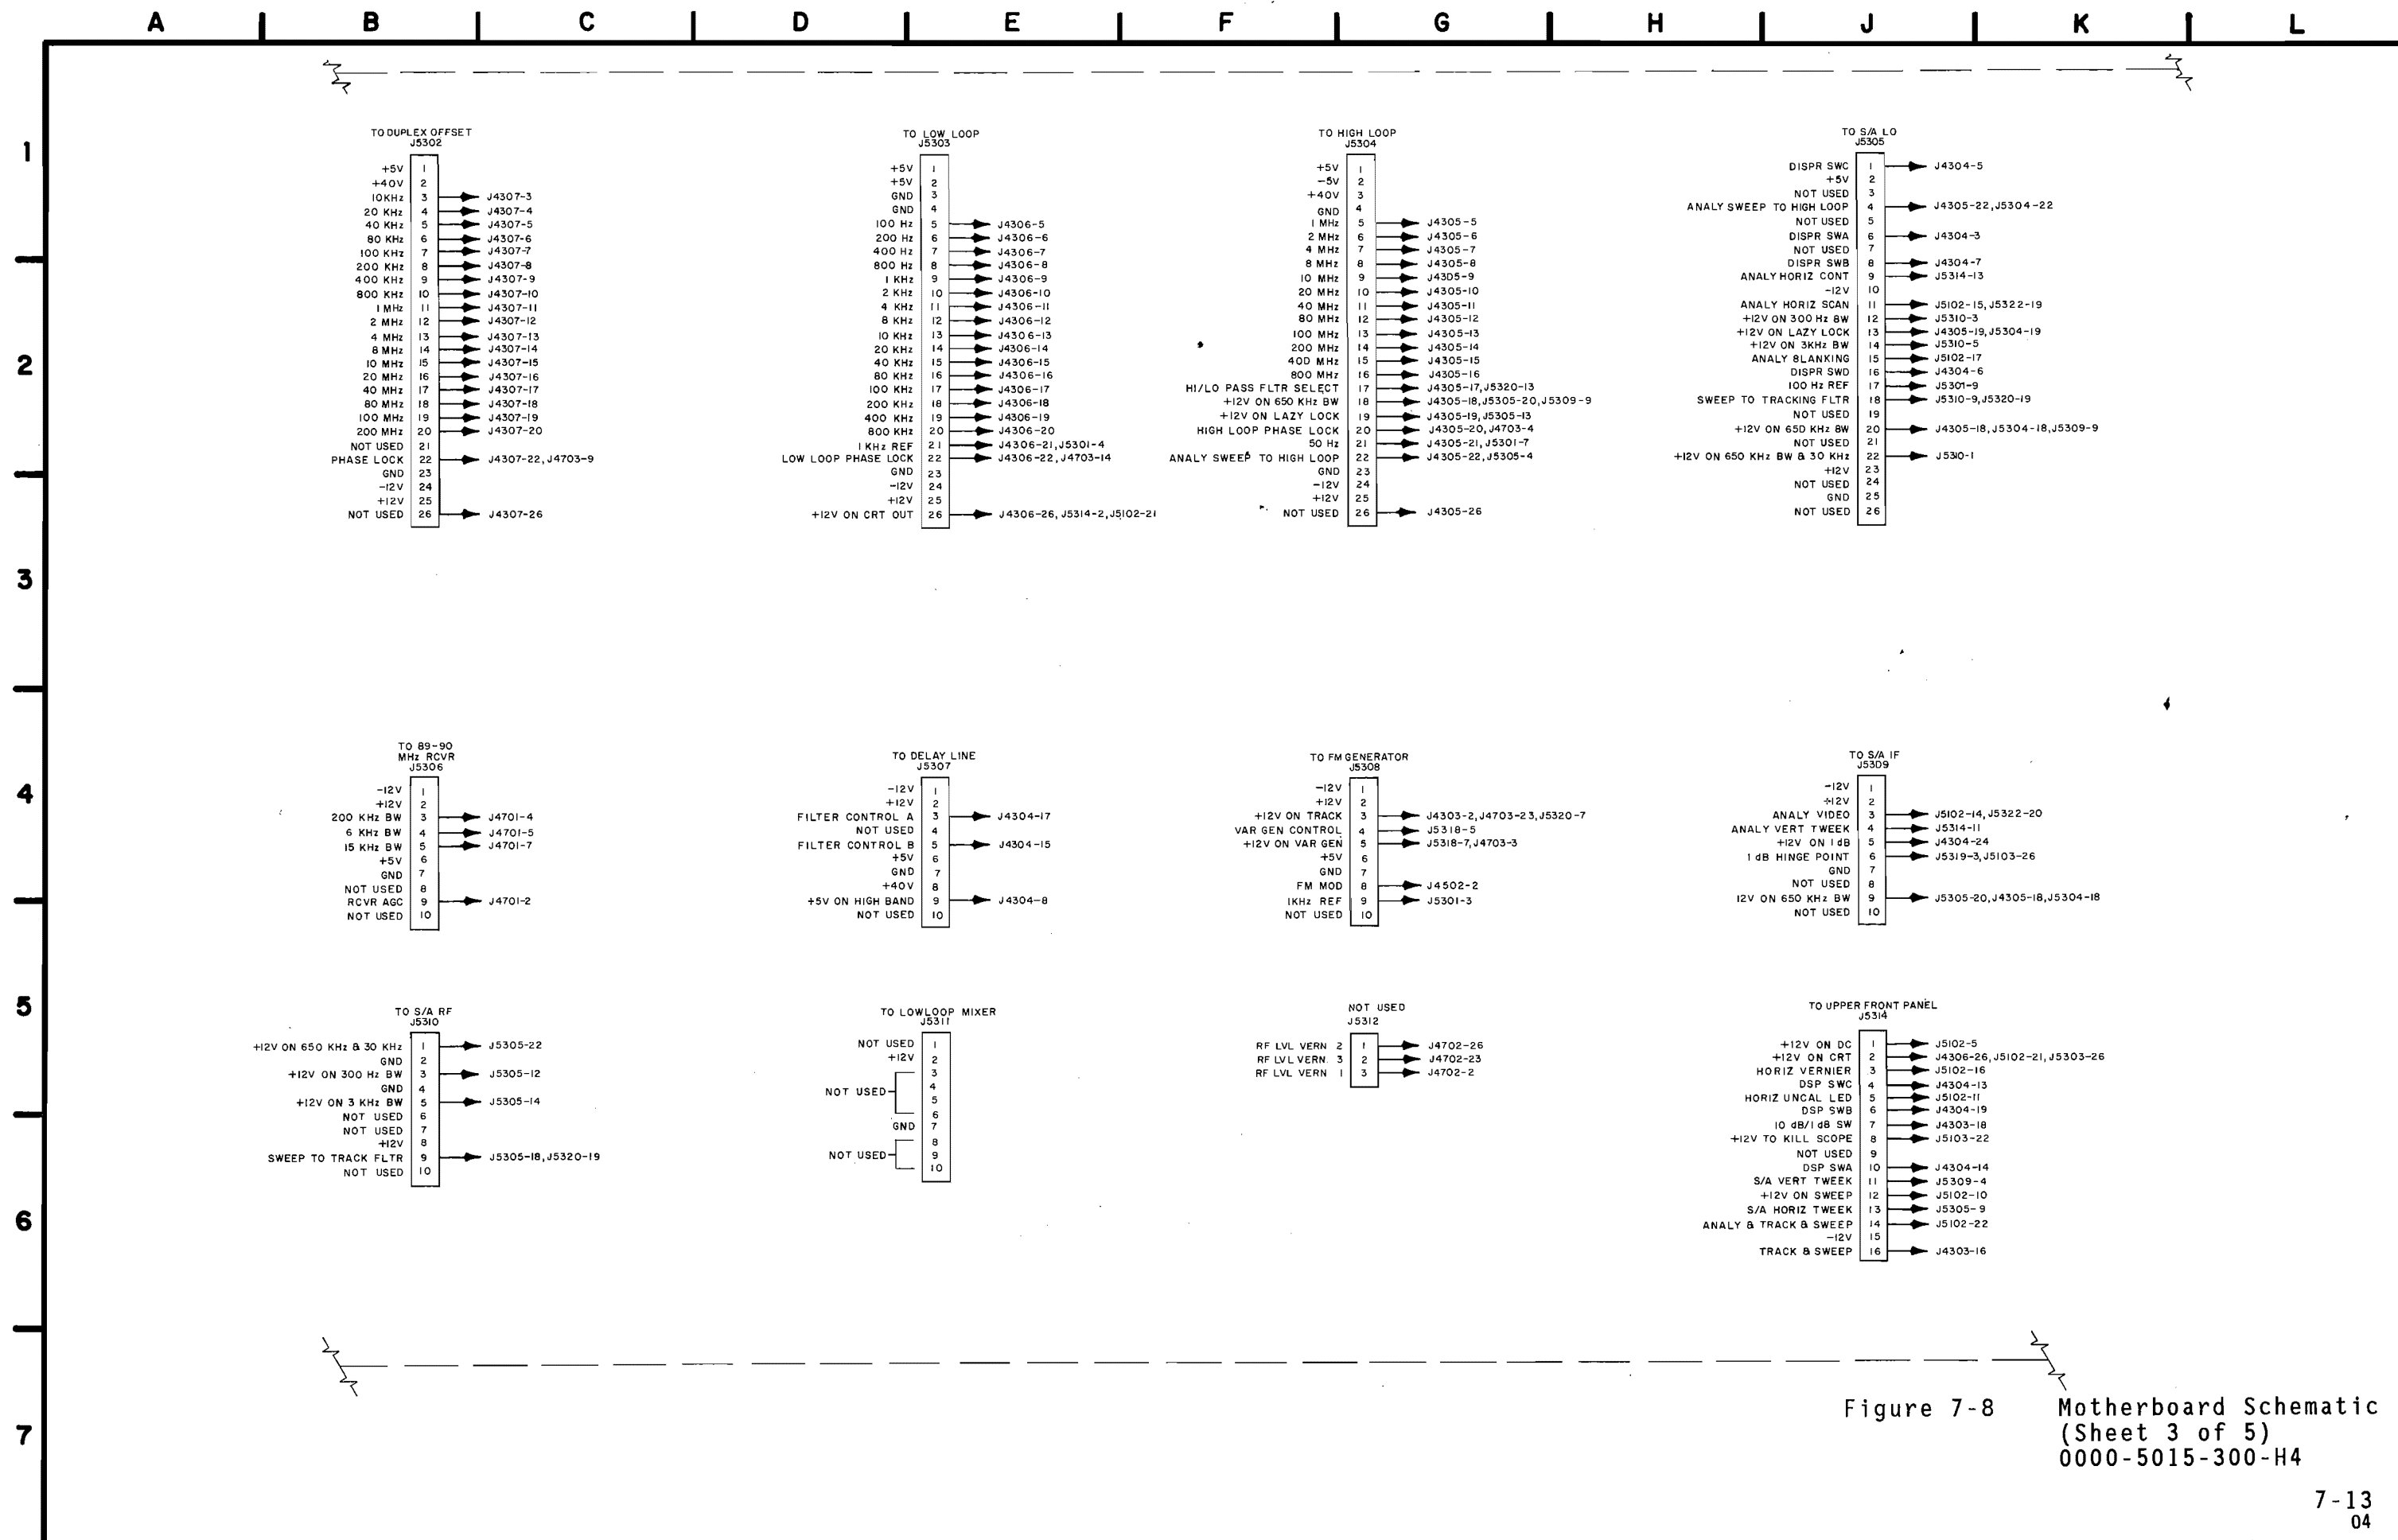 A B C D E F G H J K L
1
2
3
4
5
6
7
TO DUPLEX OFFSET
J5302
+5V 1
+40V 2
10KHz 3 J4307-3
20 KHz 4 J4307-4
40 KHz 5 J4307-5
80 KHz 6 J4307-6
100 KHz 7 J4307-7
200 KHz 8 J4307-8
400 KHz 9 J4307-9
800 KHz 10 J4307-10
1 MHz 11 J4307-11
2 MHz 12 J4307-12
4 MHz 13 J4307-13
8 MHz 14 J4307-14
10 MHz 15 J4307-15
20 MHz 16 J4307-16
40 MHz 17 J4307-17
80 MHz 18 J4307-18
100 MHz 19 J4307-19
200 MHz 20 J4307-20
NOT USED 21
PHASE LOCK 22 J4307-22, J4703-9
GND 23
-12V 24
+12V 25
NOT USED 26 J4307-26
TO LOW LOOP
J5303
+5V 1
+5V 2
GND 3
GND 4
100 Hz 5 J4306-5
200 Hz 6 J4306-6
400 Hz 7 J4306-7
800 Hz 8 J4306-8
1 KHz 9 J4306-9
2 KHz 10 J4306-10
4 KHz 11 J4306-11
8 KHz 12 J4306-12
10 KHz 13 J4306-13
20 KHz 14 J4306-14
40 KHz 15 J4306-15
80 KHz 16 J4306-16
100 KHz 17 J4306-17
200 KHz 18 J4306-18
400 KHz 19 J4306-19
800 KHz 20 J4306-20
1 KHz REF 21 J4306-21, J5301-4
LOW LOOP PHASE LOCK 22 J4306-22, J4703-14
GND 23
-12V 24
+12V 25
+12V ON CRT OUT 26 J4306-26, J5314-2, J5102-21
TO HIGH LOOP
J5304
+5V 1
-5V 2
+40V 3
GND 4
1 MHz 5 J4305-5
2 MHz 6 J4305-6
4 MHz 7 J4305-7
8 MHz 8 J4305-8
10 MHz 9 J43D5-9
20 MHz 10 J4305-10
40 MHz 11 J4305-11
80 MHz 12 J4305-12
100 MHz 13 J4305-13
200 MHz 14 J4305-14
40D MHz 15 J4305-15
800 MHz 16 J4305-16
HI/LO PASS FLTR SELECT 17 J4305-17, J5320-13
+12V ON 650 KHz BW 18 J4305-18, J5305-20, J5309-9
+12V ON LAZY LOCK 19 J4305-19, J5305-13
HIGH LOOP PHASE LOCK 20 J4305-20, J4703-4
50 Hz 21 J4305-21, J5301-7
ANALY SWEEP TO HIGH LOOP 22 J4305-22, J5305-4
GND 23
-12V 24
+12V 25
NOT USED 26 J4305-26
TO S/A LO
J5305
DISPR SWC 1 J4304-5
+5V 2
NOT USED 3
ANALY SWEEP TO HIGH LOOP 4 J4305-22, J5304-22
NOT USED 5
DISPR SWA 6 J4304-3
NOT USED 7
DISPR SWB 8 J4304-7
ANALY HORIZ CONT 9 J5314-13
-12V 10
ANALY HORIZ SCAN 11 J5102-15, J5322-19
+12V ON 300 Hz BW 12 J5310-3
+12V ON LAZY LOCK 13 J4305-19, J5304-19
+12V ON 3KHz BW 14 J5310-5
ANALY BLANKING 15 J5102-17
DISPR SWD 16 J4304-6
100 Hz REF 17 J5301-9
SWEEP TO TRACKING FLTR 18 J5310-9, J5320-19
NOT USED 19
+12V ON 65D KHz BW 20 J4305-18, J5304-18, J5309-9
NOT USED 21
+12V ON 650 KHz BW & 30 KHz 22 J5310-1
+12V 23
NOT USED 24
GND 25
NOT USED 26
TO 89-90
MHz RCVR
J5306
-12V 1
+12V 2
200 KHz BW 3 J4701-4
6 KHz BW 4 J4701-5
15 KHz BW 5 J4701-7
+5V 6
GND 7
NOT USED 8
RCVR AGC 9 J4701-2
NOT USED 10
TO DELAY LINE
J5307
-12V 1
+12V 2
FILTER CONTROL A 3 J4304-17
NOT USED 4
FILTER CONTROL B 5 J4304-15
+5V 6
GND 7
+40V 8
+5V ON HIGH BAND 9 J4304-8
NOT USED 10
TO FM GENERATOR
J5308
-12V 1
+12V 2
+12V ON TRACK 3 J4303-2, J4703-23, J5320-7
VAR GEN CONTROL 4 J5318-5
+12V ON VAR GEN 5 J5318-7, J4703-3
+5V 6
GND 7
FM MOD 8 J4502-2
1KHz REF 9 J5301-3
NOT USED 10
TO S/A IF
J53D9
-12V 1
+12V 2
ANALY VIDEO 3 J5102-14, J5322-20
ANALY VERT TWEEK 4 J5314-11
+12V ON 1 dB 5 J4304-24
1 dB HINGE POINT 6 J5319-3, J5103-26
GND 7
NOT USED 8
12V ON 650 KHz BW 9 J5305-20, J4305-18, J5304-18
NOT USED 10
TO S/A RF
J5310
+12V ON 650 KHz & 30 KHz 1 J5305-22
GND 2
+12V ON 300 Hz BW 3 J5305-12
GND 4
+12V ON 3 KHz BW 5 J5305-14
NOT USED 6
NOT USED 7
+12V 8
SWEEP TO TRACK FLTR 9 J5305-18, J5320-19
NOT USED 10
TO LOWLOOP MIXER
J5311
NOT USED 1
+12V 2
3
NOT USED 4
5
6
GND 7
8
NOT USED 9
10
NOT USED
J5312
RF LVL VERN 2 1 J4702-26
RF LVL VERN 3 2 J4702-23
RF LVL VERN 1 3 J4702-2
TO UPPER FRONT PANEL
J5314
+12V ON DC 1 J5102-5
+12V ON CRT 2 J4306-26, J5102-21, J5303-26
HORIZ VERNIER 3 J5102-16
DSP SWC 4 J4304-13
HORIZ UNCAL LED 5 J5102-11
DSP SWB 6 J4304-19
10 dB/1 dB SW 7 J4303-18
+12V TO KILL SCOPE 8 J5103-22
NOT USED 9
DSP SWA 10 J4304-14
S/A VERT TWEEK 11 J5309-4
+12V ON SWEEP 12 J5102-10
S/A HORIZ TWEEK 13 J5305-9
ANALY & TRACK & SWEEP 14 J5102-22
-12V 15
TRACK & SWEEP 16 J4303-16
Figure 7-8 Motherboard Schematic
(Sheet 3 of 5)
0000-5015-300-H4
7-13
04